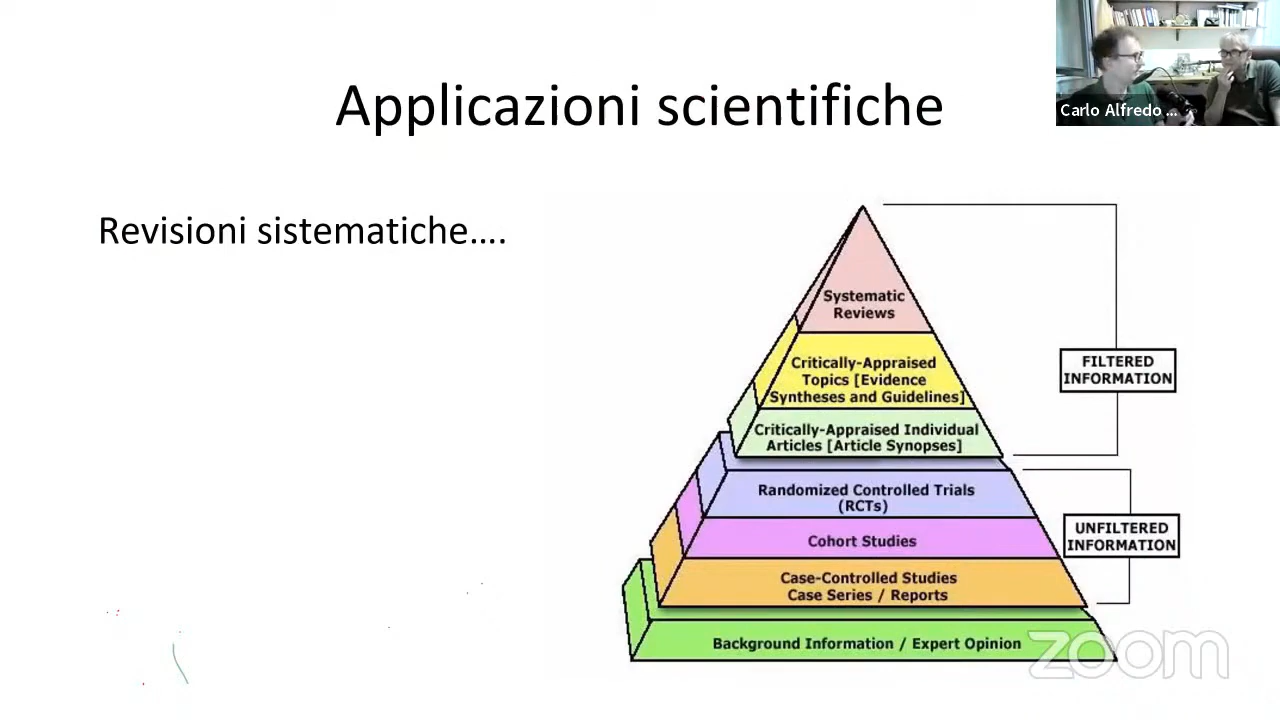 Applicazioni scientifiche
Carlo Alfredo ...
Revisioni sistematiche....
Systematic
Reviews
Critically-Appraised
Topics [Evidence
Syntheses and Guidelines]
Critically-Appraised Individual
Articles [Article Synopses]
FILTERED
INFORMATION
Randomized Controlled Trials
(RCTs)
Cohort Studies
Case-Controlled Studies
Case Series / Reports
UNFILTERED
INFORMATION
Background Information / Expert Opinion
zoom